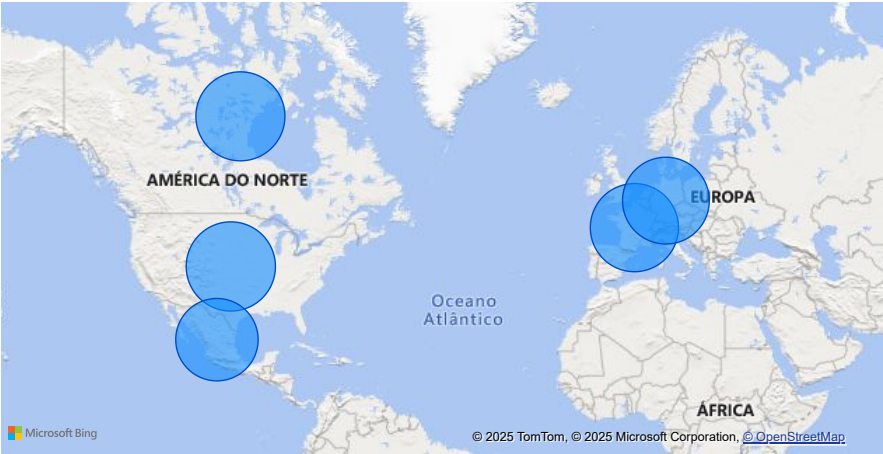 AMÉRICA DO NORTE
EUROPA
Oceano
Atlântico
ÁFRICA
Microsoft Bing
© 2025 TomTom, © 2025 Microsoft Corporation, © OpenStreetMap